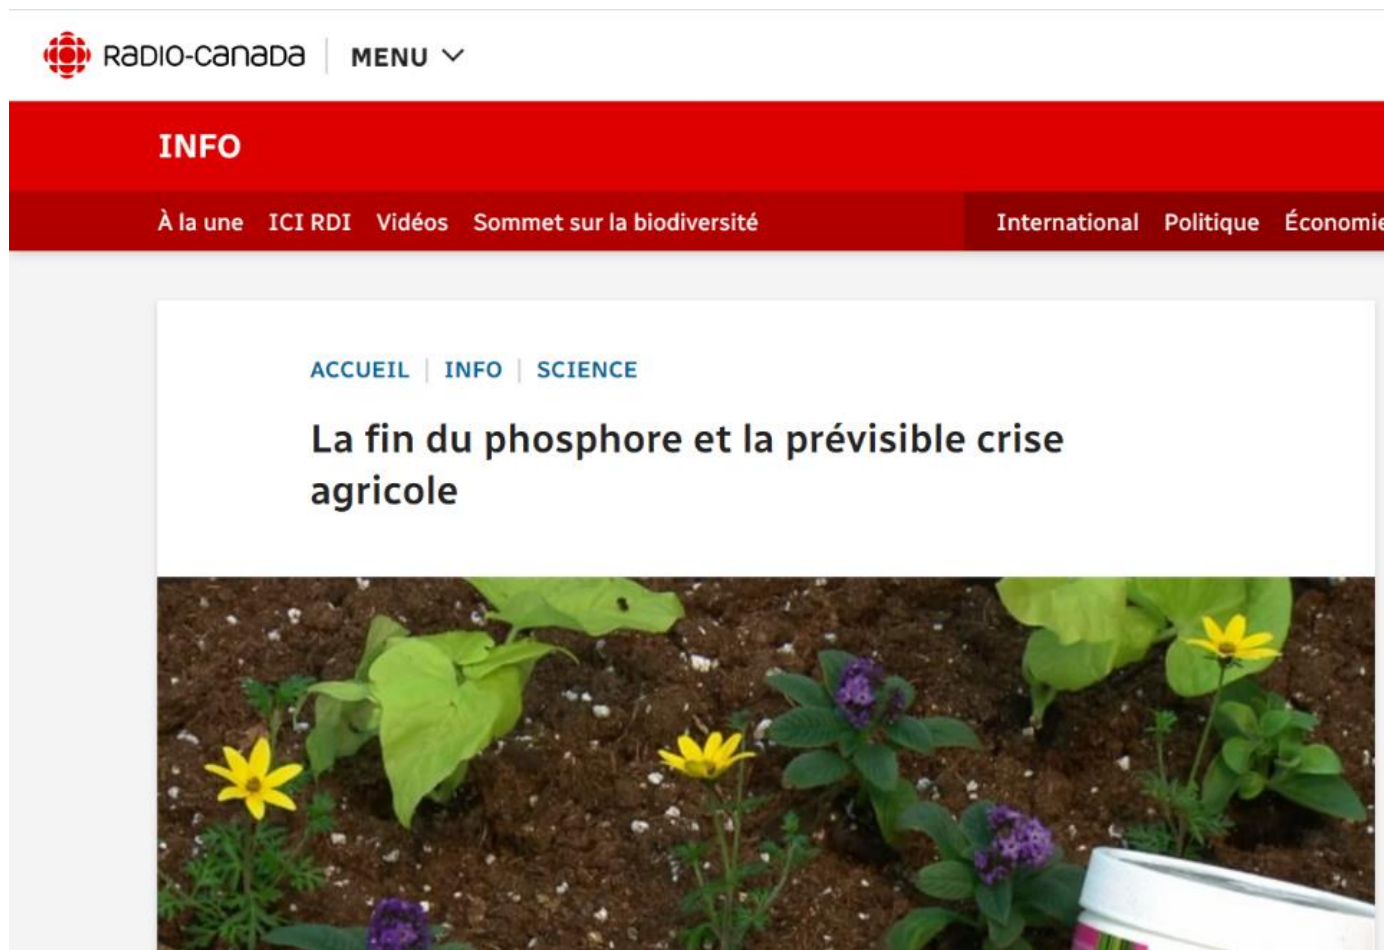 RADIO-CANADA MENU
INFO
À la une ICI RDI Vidéos Sommet sur la biodiversité International Politique Économie
ACCUEIL | INFO | SCIENCE
La fin du phosphore et la prévisible crise
agricole